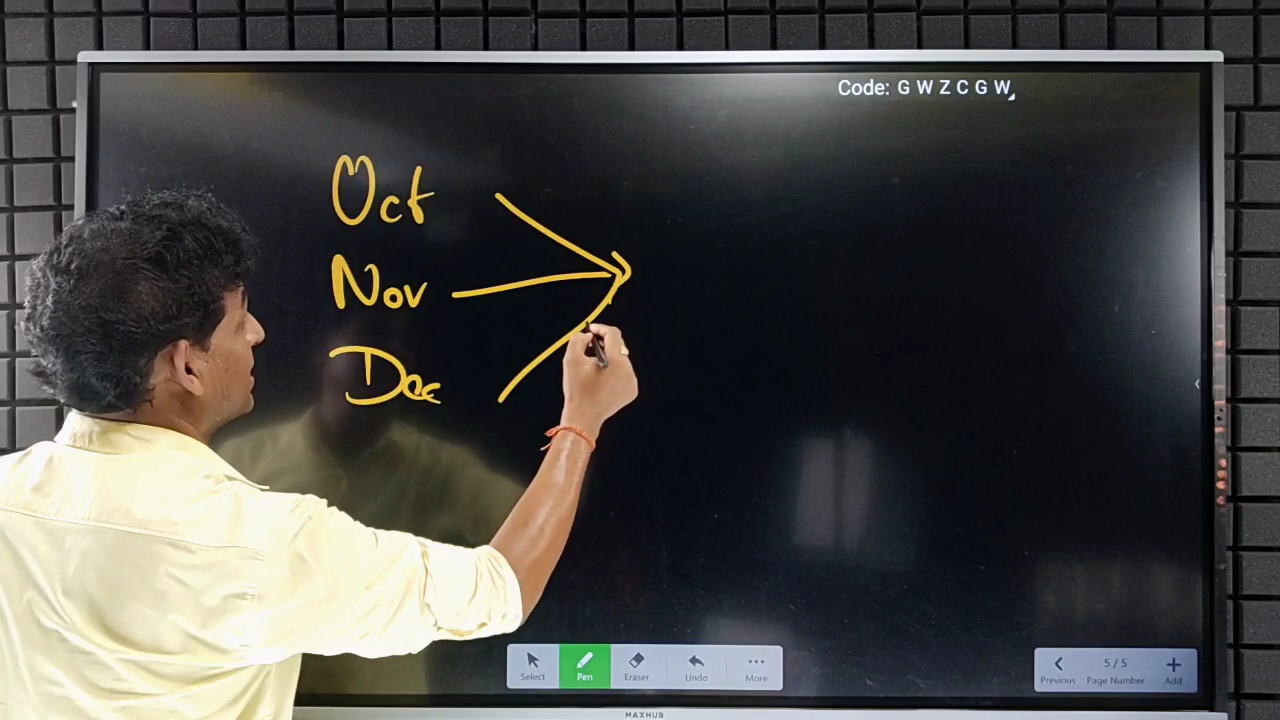 Code: G W Z C G W
Oct
Nov
Dec
Select
Pen
Eraser
Undo
More
Previous
5 / 5
Page Number
Add
MAXHUB